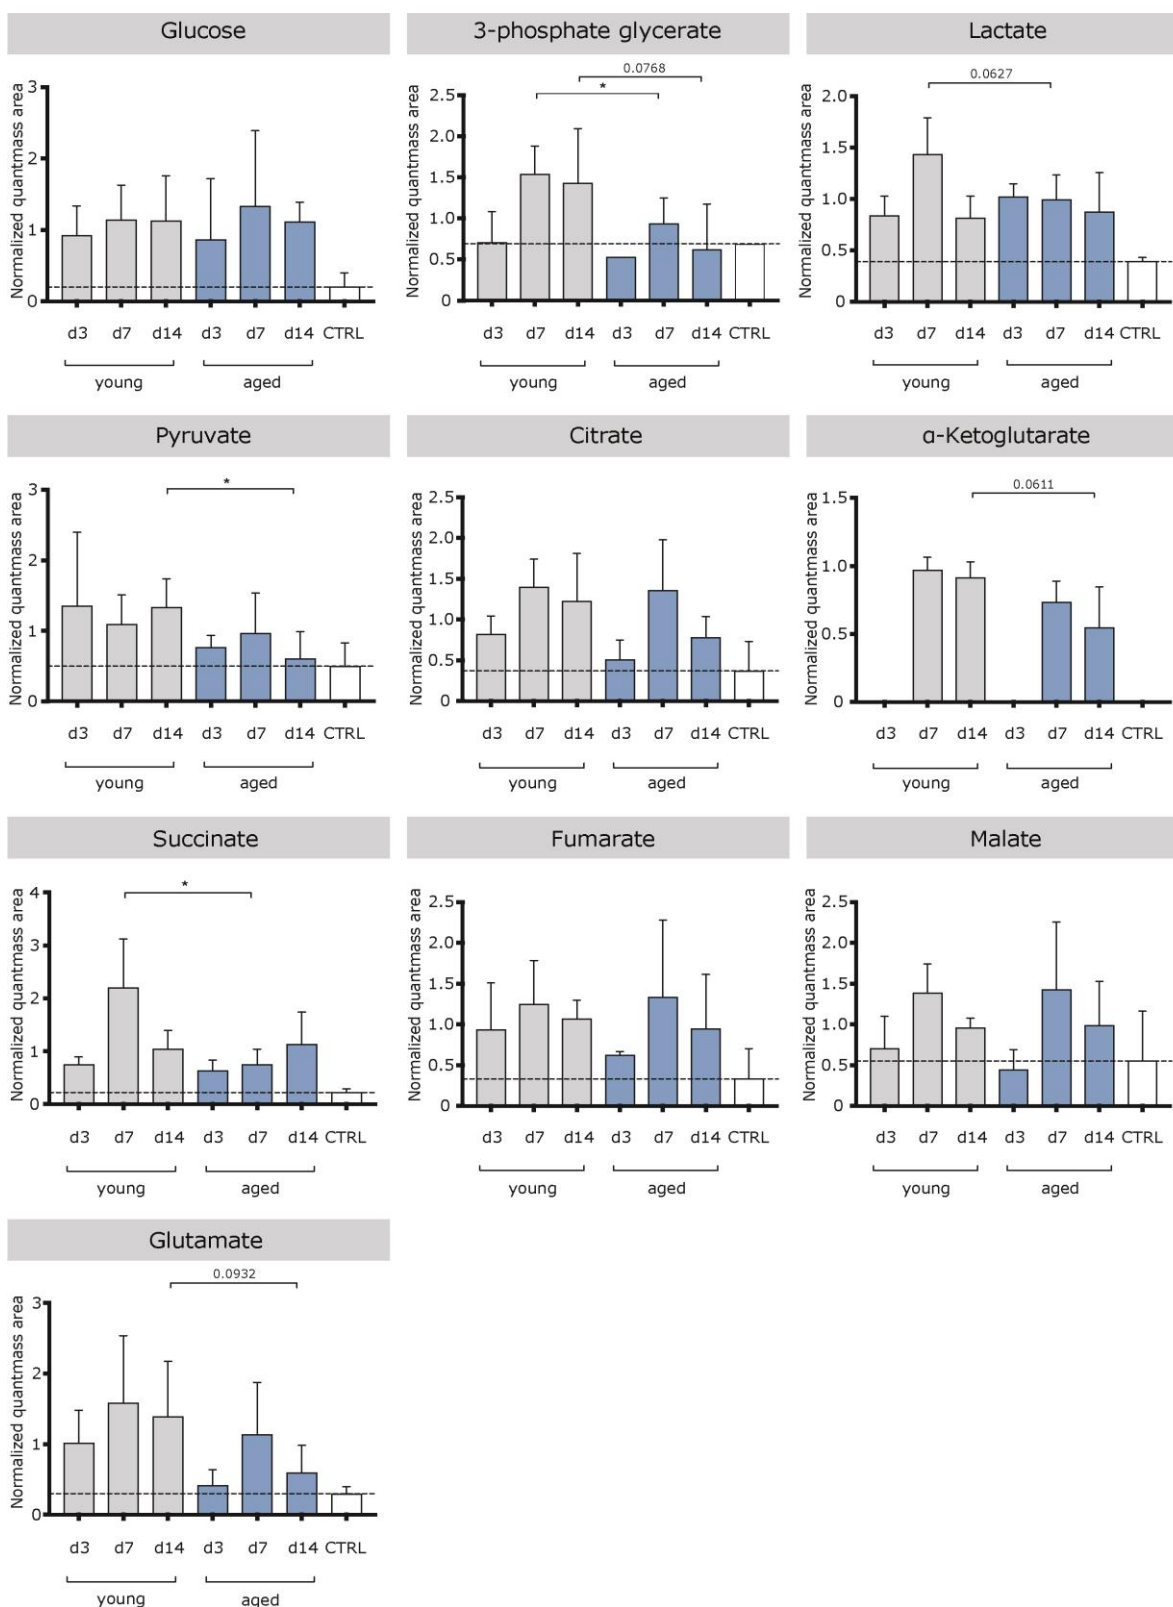 Glucose
Normalized quantmass area
3
2
1
0
d3 d7 d14 d3 d7 d14 CTRL
young aged
3-phosphate glycerate
0.0768
*
Normalized quantmass area
2.5
2.0
1.5
1.0
0.5
0
d3 d7 d14 d3 d7 d14 CTRL
young aged
Lactate
0.0627
Normalized quantmass area
2.0
1.5
1.0
0.5
0
d3 d7 d14 d3 d7 d14 CTRL
young aged
Pyruvate
*
Normalized quantmass area
3
2
1
0
d3 d7 d14 d3 d7 d14 CTRL
young aged
Citrate
Normalized quantmass area
2.5
2.0
1.5
1.0
0.5
0
d3 d7 d14 d3 d7 d14 CTRL
young aged
α-Ketoglutarate
0.0611
Normalized quantmass area
1.5
1.0
0.5
0
d3 d7 d14 d3 d7 d14 CTRL
young aged
Succinate
*
Normalized quantmass area
4
3
2
1
0
d3 d7 d14 d3 d7 d14 CTRL
young aged
Fumarate
Normalized quantmass area
2.5
2.0
1.5
1.0
0.5
0
d3 d7 d14 d3 d7 d14 CTRL
young aged
Malate
Normalized quantmass area
2.5
2.0
1.5
1.0
0.5
0
d3 d7 d14 d3 d7 d14 CTRL
young aged
Glutamate
0.0932
Normalized quantmass area
3
2
1
0
d3 d7 d14 d3 d7 d14 CTRL
young aged